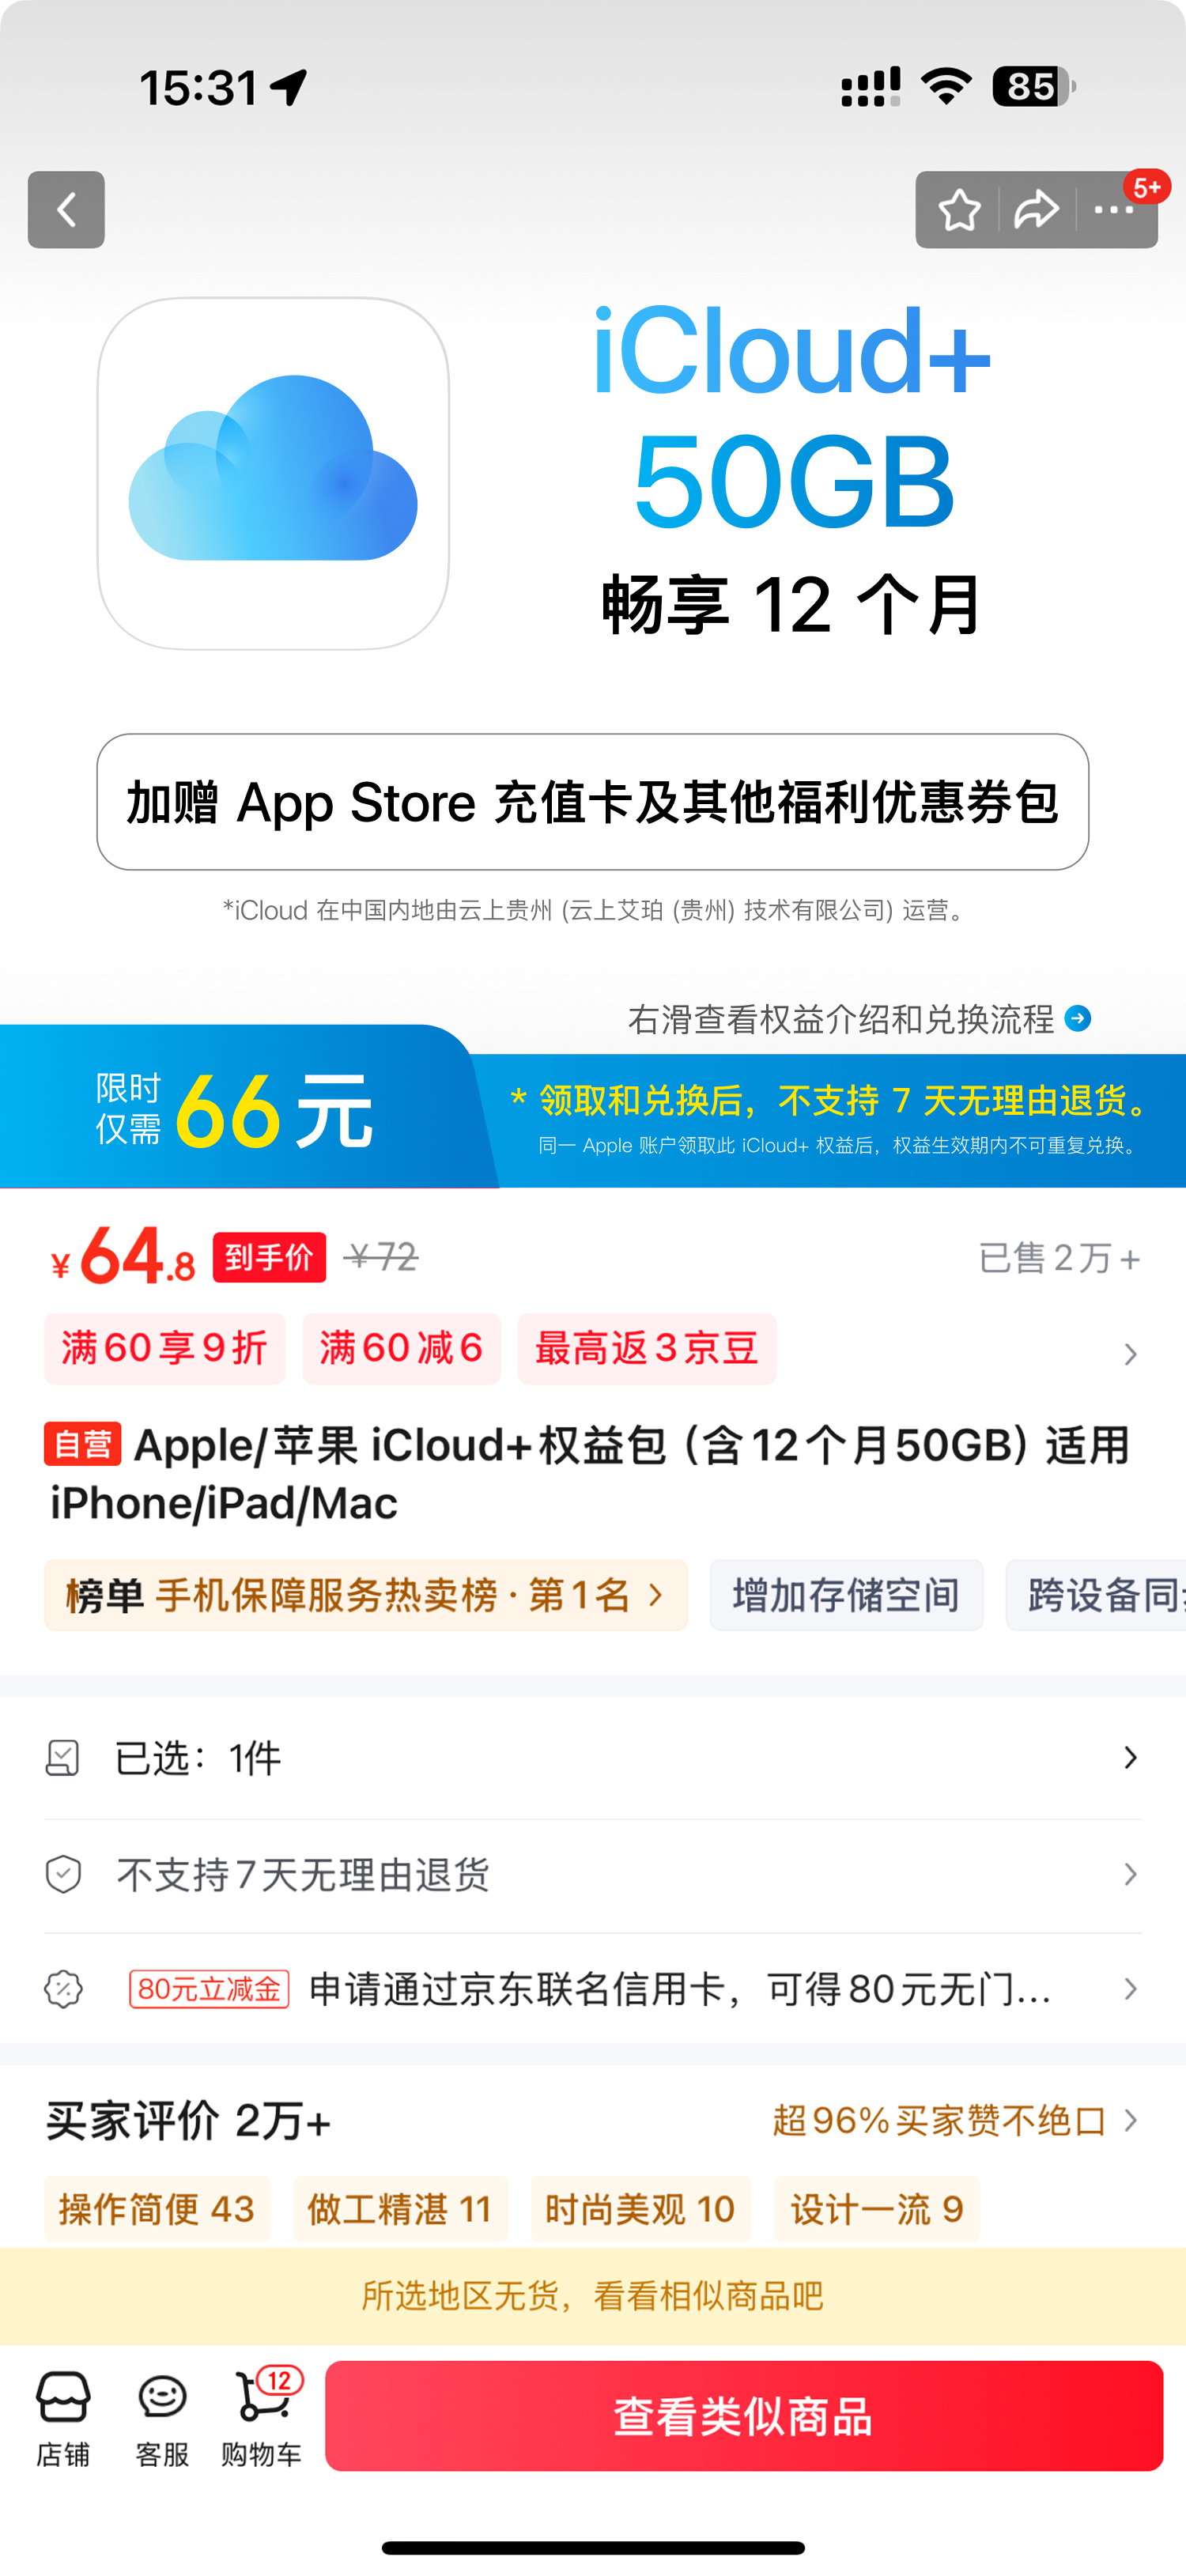 15:31
85
5+
iCloud+
50GB
畅享 12 个月
加赠 App Store 充值卡及其他福利优惠券包
*iCloud 在中国内地由云上贵州 (云上艾珀 (贵州) 技术有限公司) 运营。
右滑查看权益介绍和兑换流程
限时
仅需 66 元
* 领取和兑换后，不支持 7 天无理由退货。
同一 Apple 账户领取此 iCloud+ 权益后，权益生效期内不可重复兑换。
¥64.8 到手价 ¥72 已售2万+
满60享9折 满60减6 最高返3京豆
自营 Apple/苹果 iCloud+权益包（含12个月50GB）适用
iPhone/iPad/Mac
榜单 手机保障服务热卖榜·第1名 增加存储空间 跨设备同
已选：1件
不支持7天无理由退货
80元立减金 申请通过京东联名信用卡，可得80元无门...
买家评价 2万+ 超96%买家赞不绝口
操作简便 43 做工精湛 11 时尚美观 10 设计一流 9
所选地区无货，看看相似商品吧
12
店铺 客服 购物车 查看类似商品